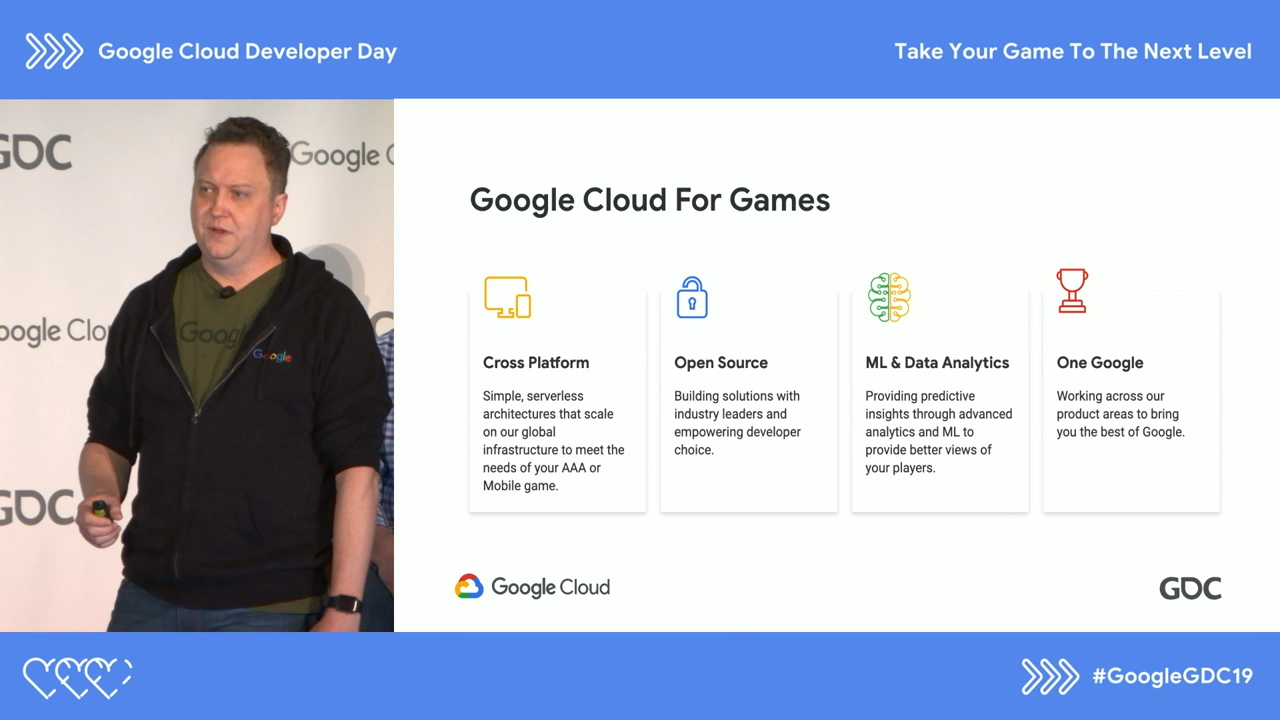 Google Cloud Developer Day
Take Your Game To The Next Level
GDC
Google C
oogle Clo
Google
Google
GDC
Google Cloud For Games
Cross Platform
Simple, serverless
architectures that scale
on our global
infrastructure to meet the
needs of your AAA or
Mobile game.
Open Source
Building solutions with
industry leaders and
empowering developer
choice.
ML & Data Analytics
Providing predictive
insights through advanced
analytics and ML to
provide better views of
your players.
One Google
Working across our
product areas to bring
you the best of Google.
Google Cloud
GDC
#GoogleGDC19